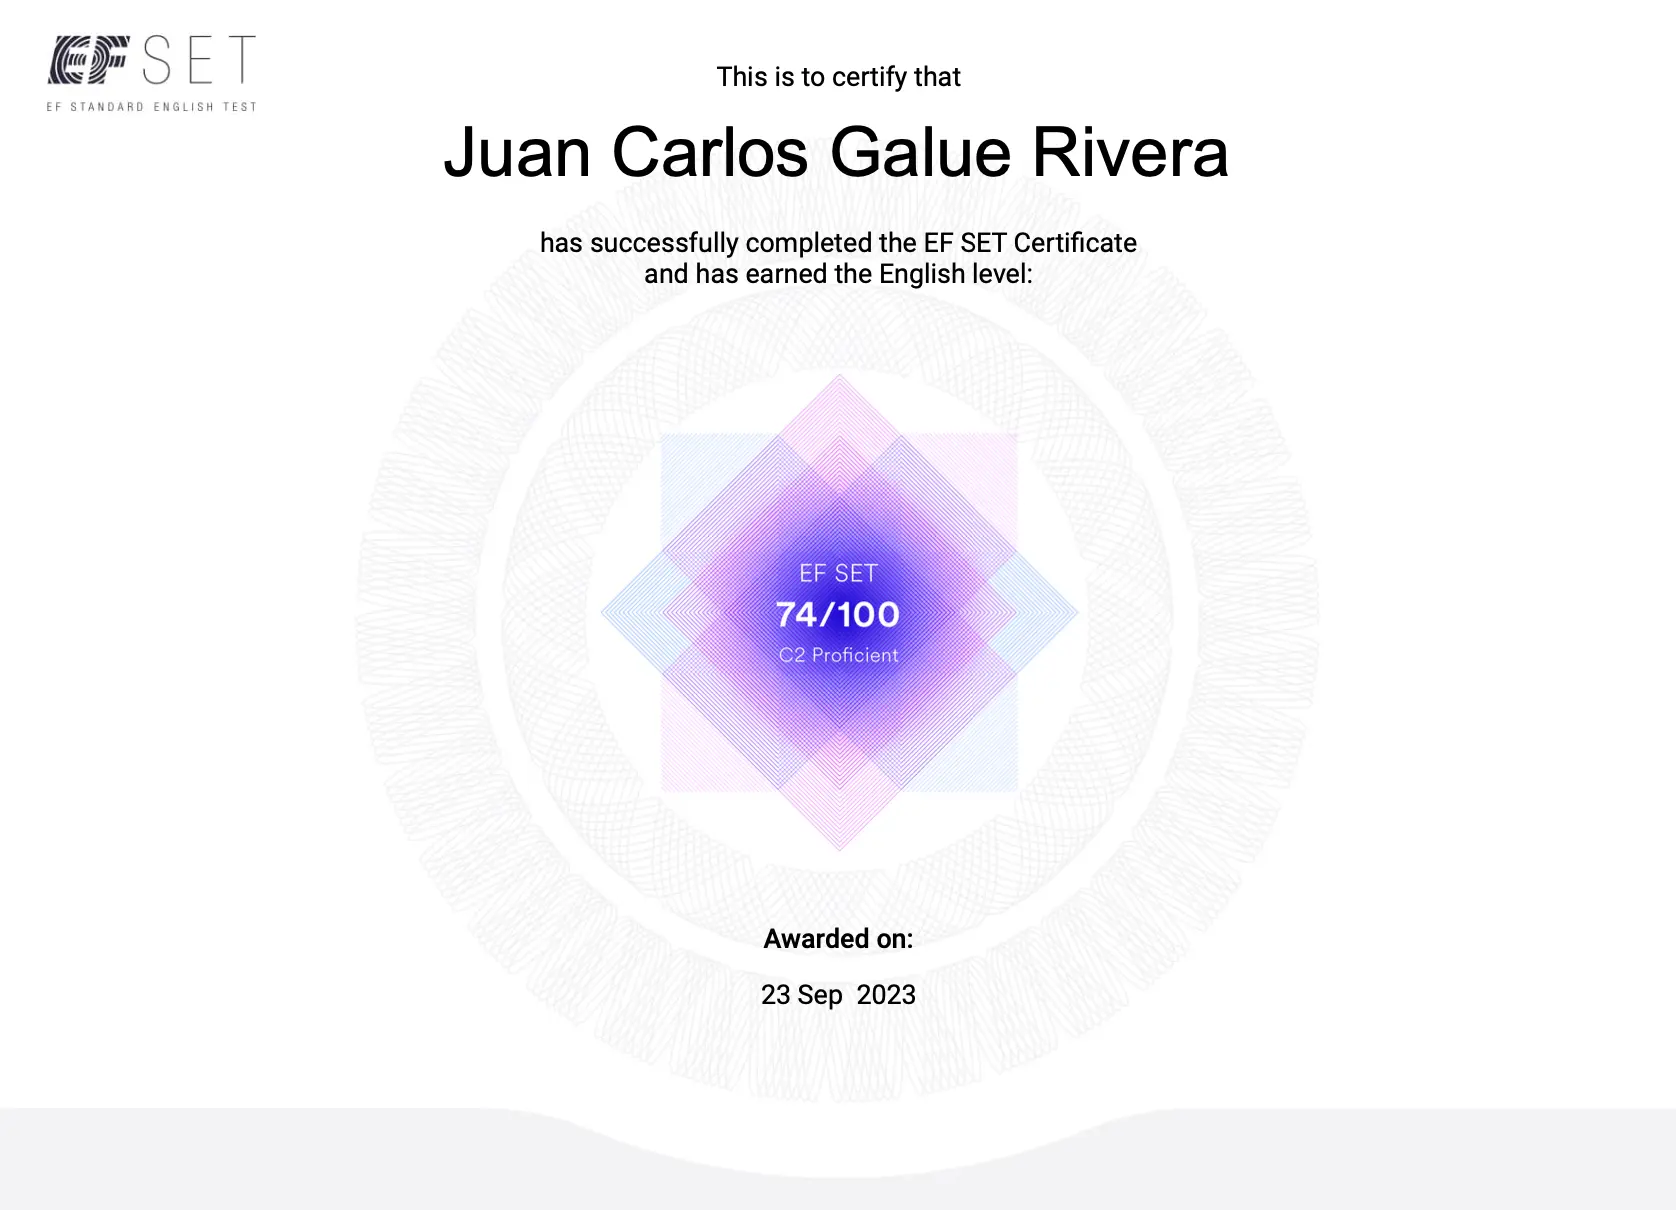 EF SET
EF STANDARD ENGLISH TEST
This is to certify that
Juan Carlos Galue Rivera
has successfully completed the EF SET Certificate
and has earned the English level:
EF SET
74/100
C2 Proficient
Awarded on:
23 Sep  2023